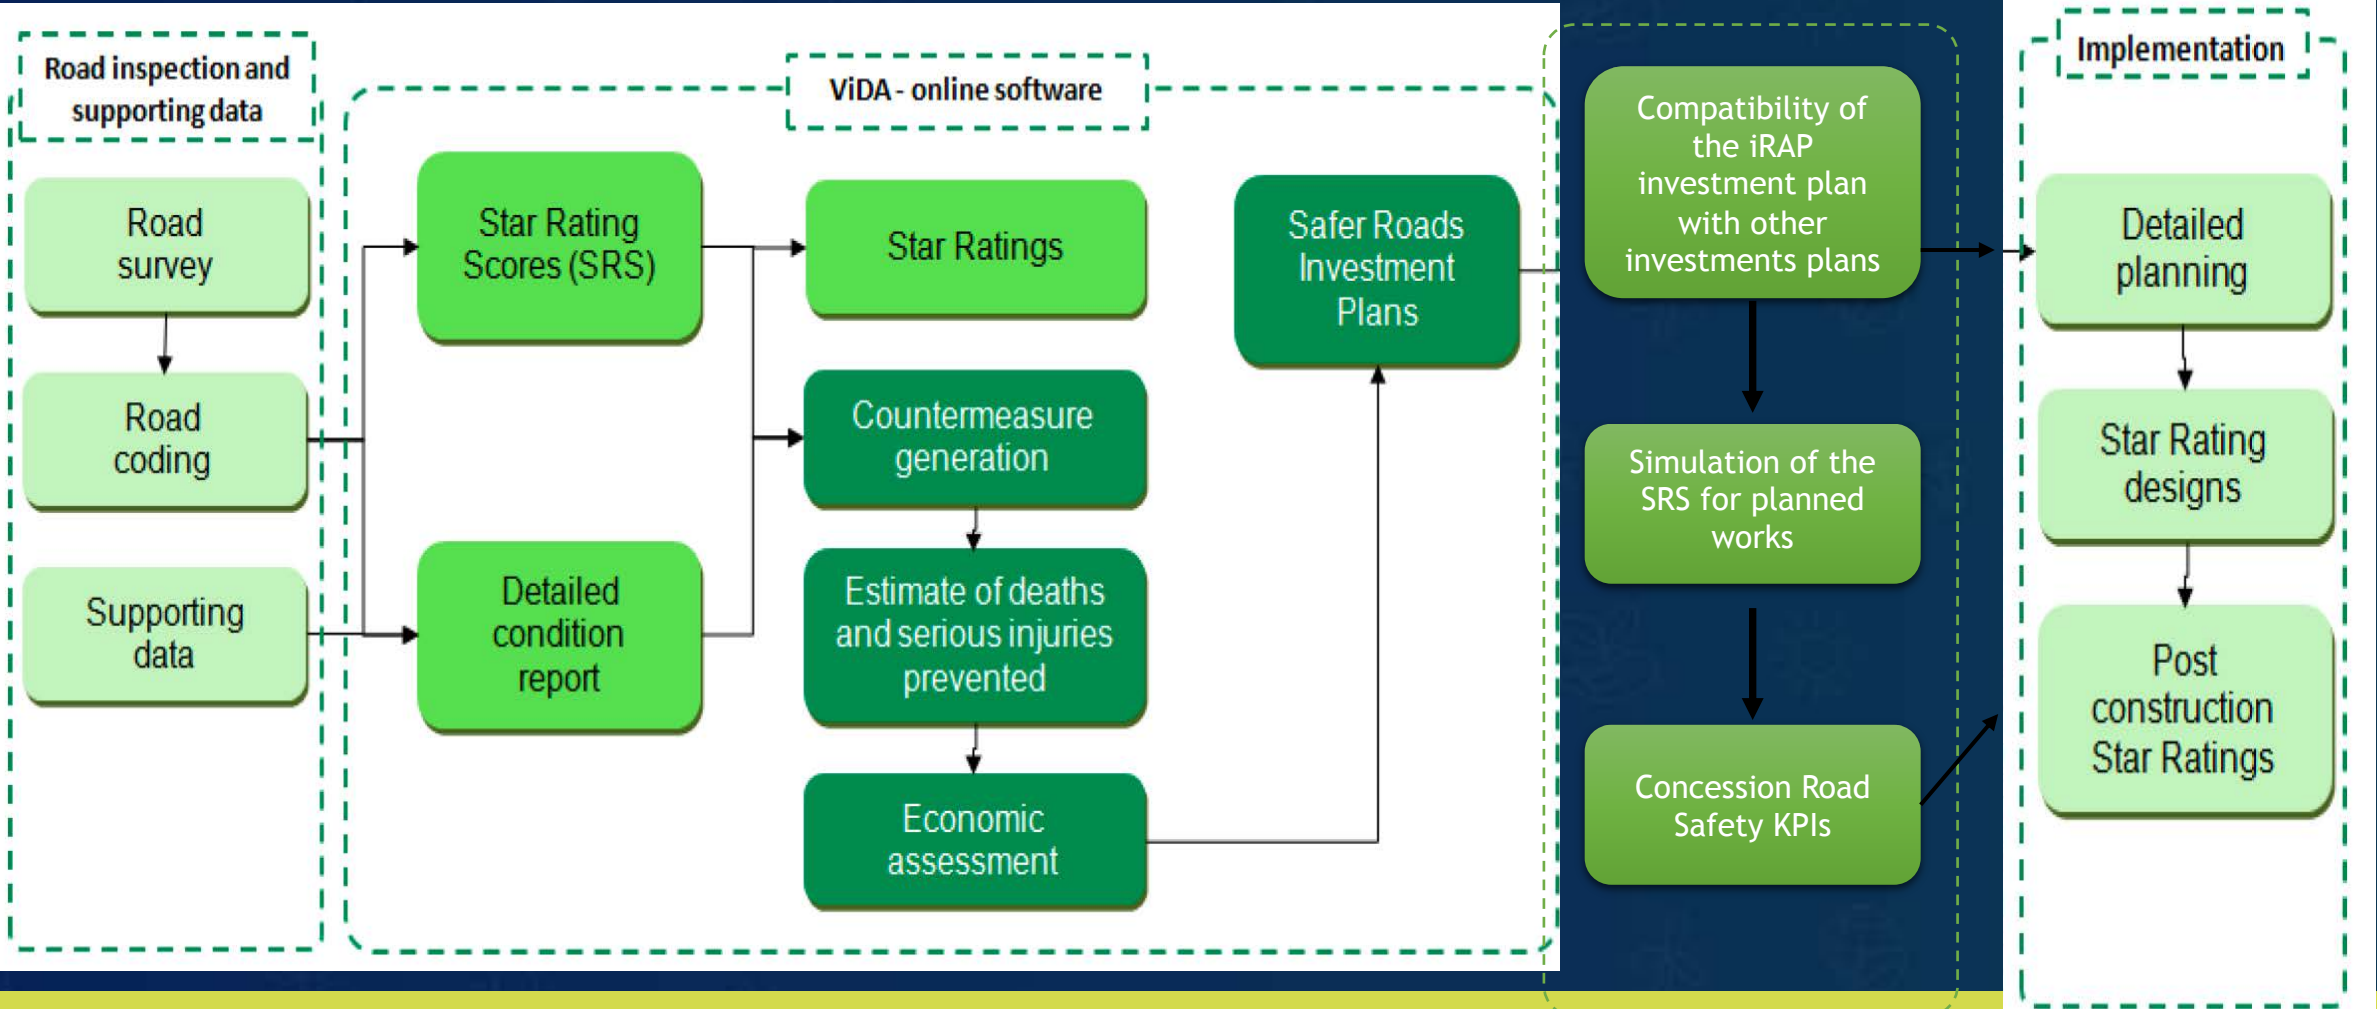 Road inspection and
supporting data
Road
survey
Road
coding
Supporting
data
ViDA - online software
Star Rating
Scores (SRS)
Detailed
condition
report
Star Ratings
Countermeasure
generation
Estimate of deaths
and serious injuries
prevented
Economic
assessment
Safer Roads
Investment
Plans
Compatibility of
the iRAP
investment plan
with other
investments plans
Simulation of the
SRS for planned
works
Concession Road
Safety KPIs
Implementation
Detailed
planning
Star Rating
designs
Post
construction
Star Ratings